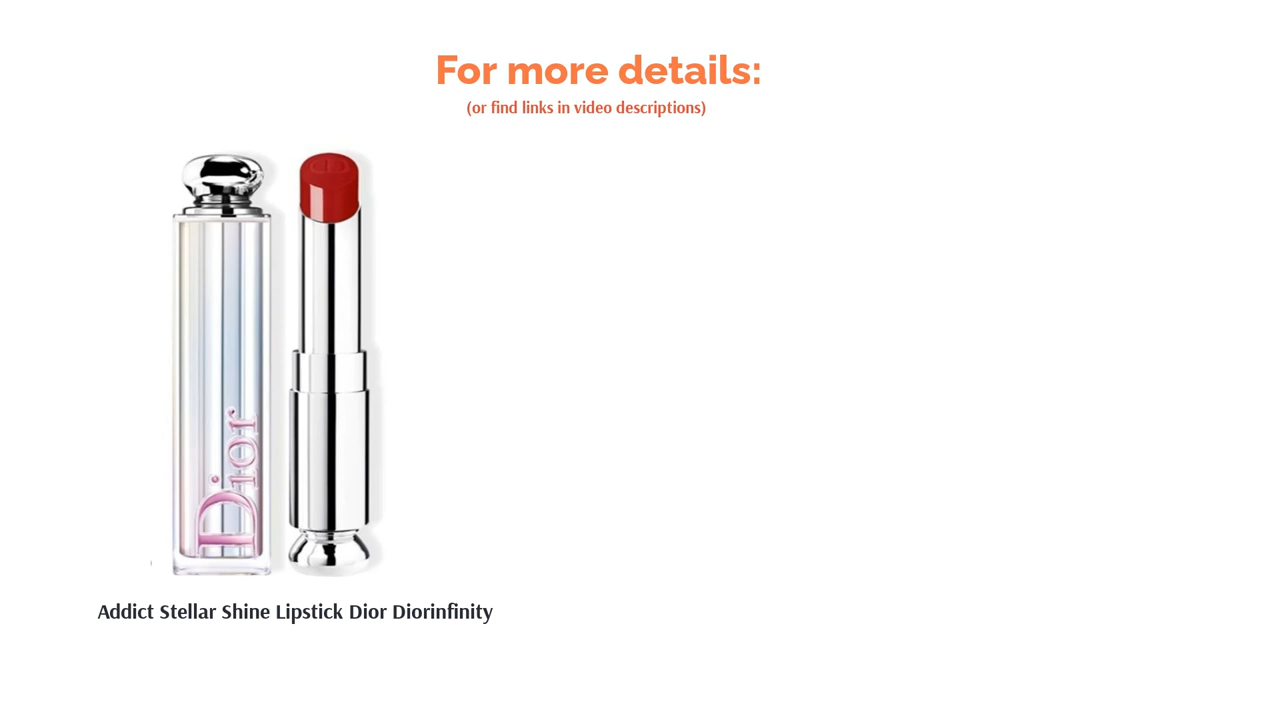 For more details:
(or find links in video descriptions)
Dior
Addict Stellar Shine Lipstick Dior Diorinfinity